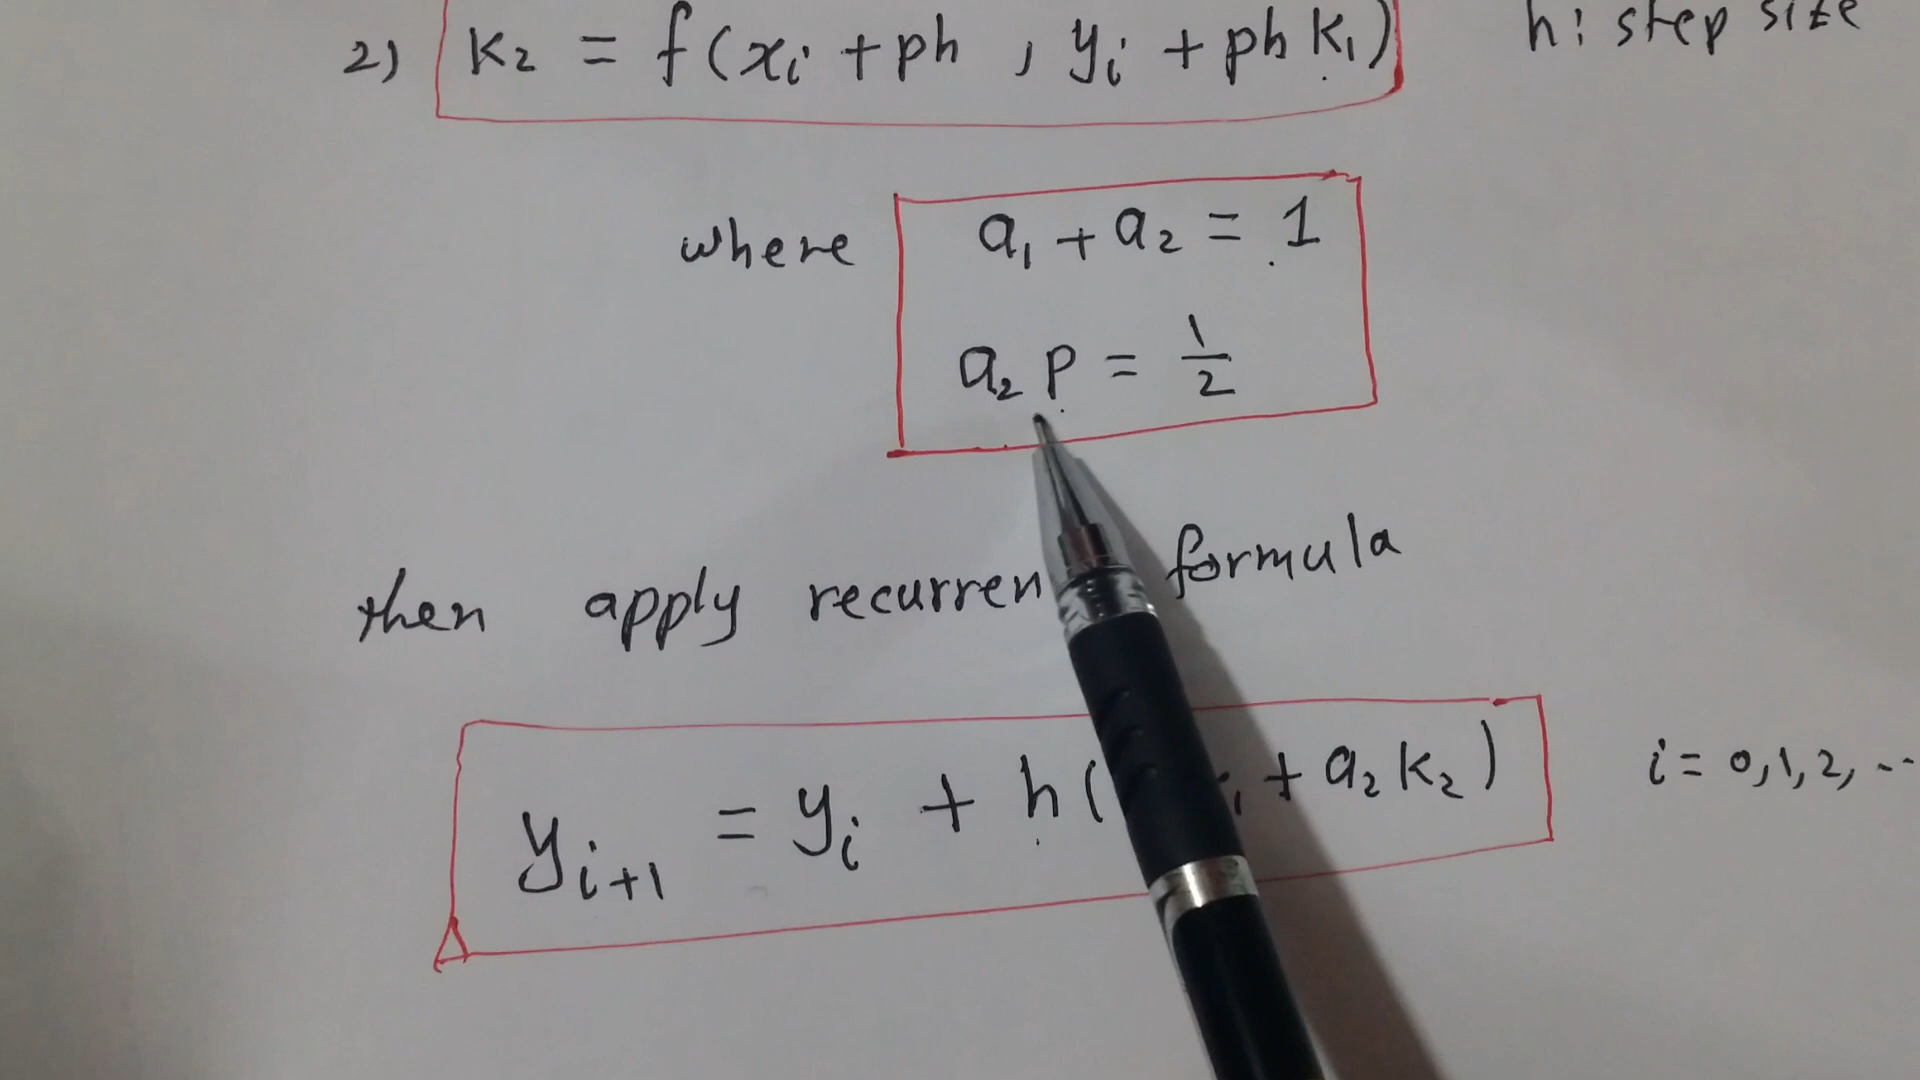 2) k₂ = f(xᵢ + ph , yᵢ + ph k₁) h: step size
where a₁ + a₂ = 1
a₂ p = 1/2
then apply recurren formula
yᵢ₊₁ = yᵢ + h( ₁ + a₂ k₂) i = 0,1,2, ..